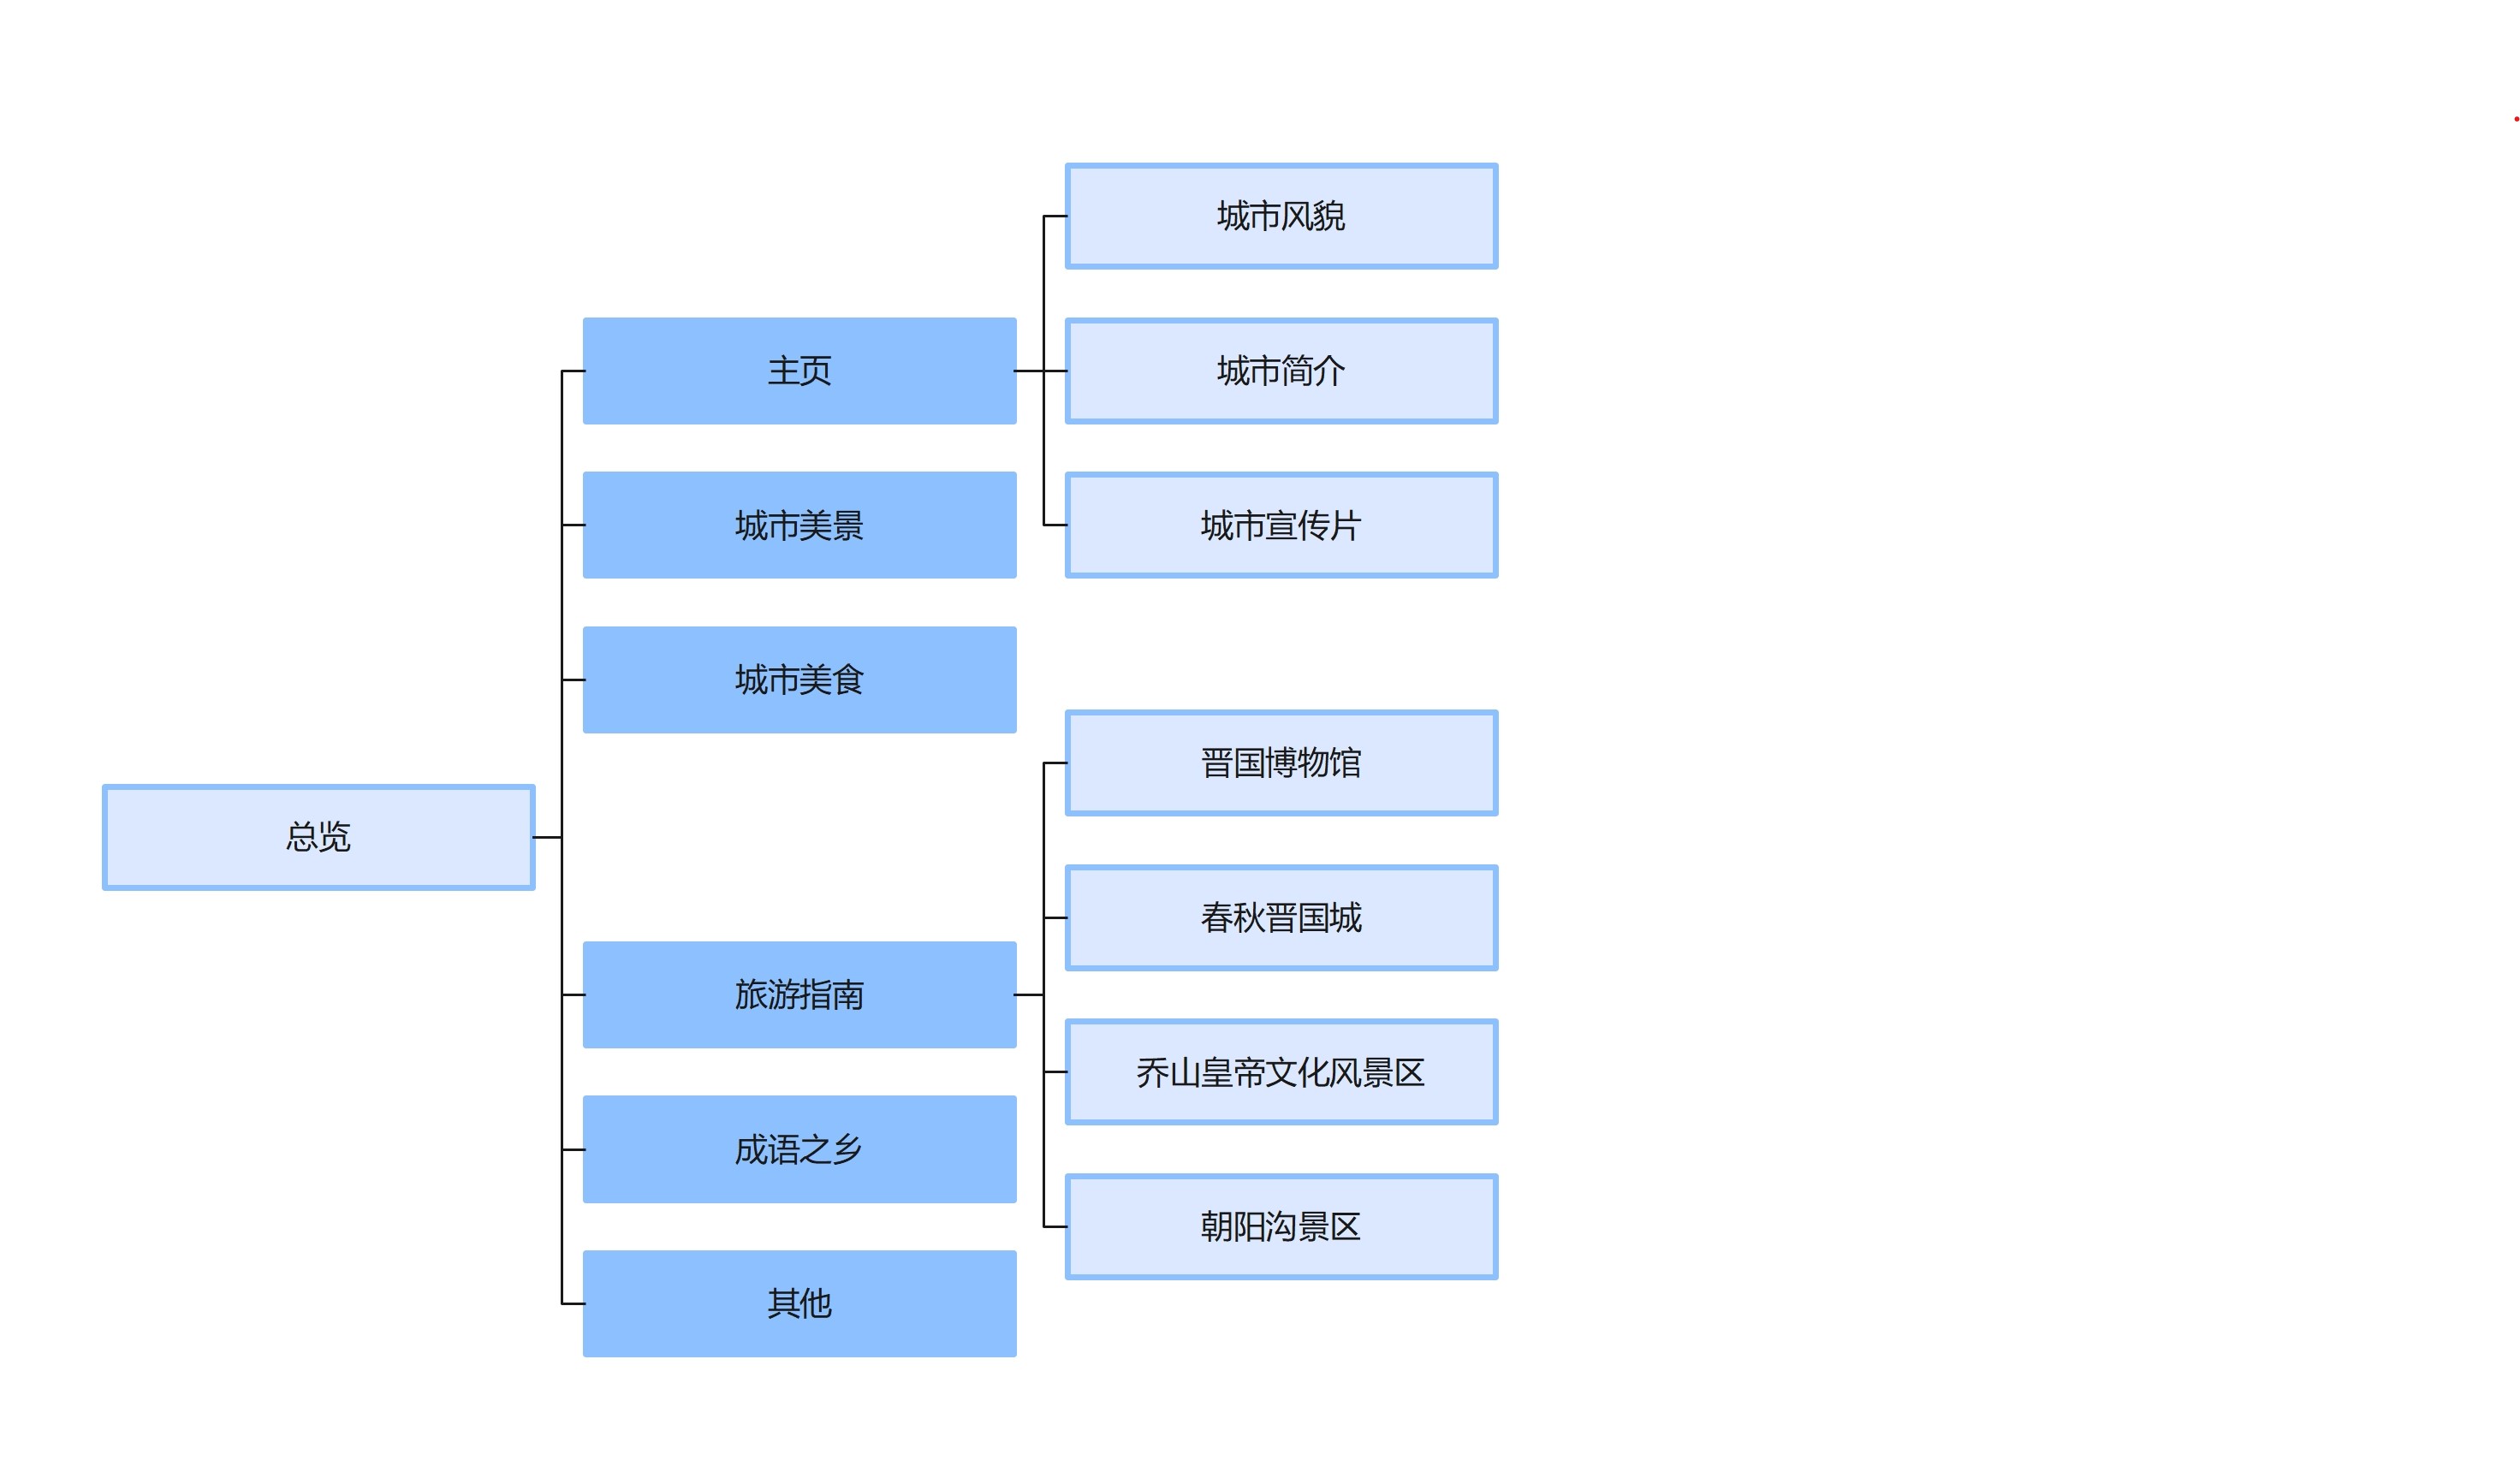 总览
主页
城市风貌
城市简介
城市宣传片
城市美景
城市美食
旅游指南
晋国博物馆
春秋晋国城
乔山皇帝文化风景区
朝阳沟景区
成语之乡
其他